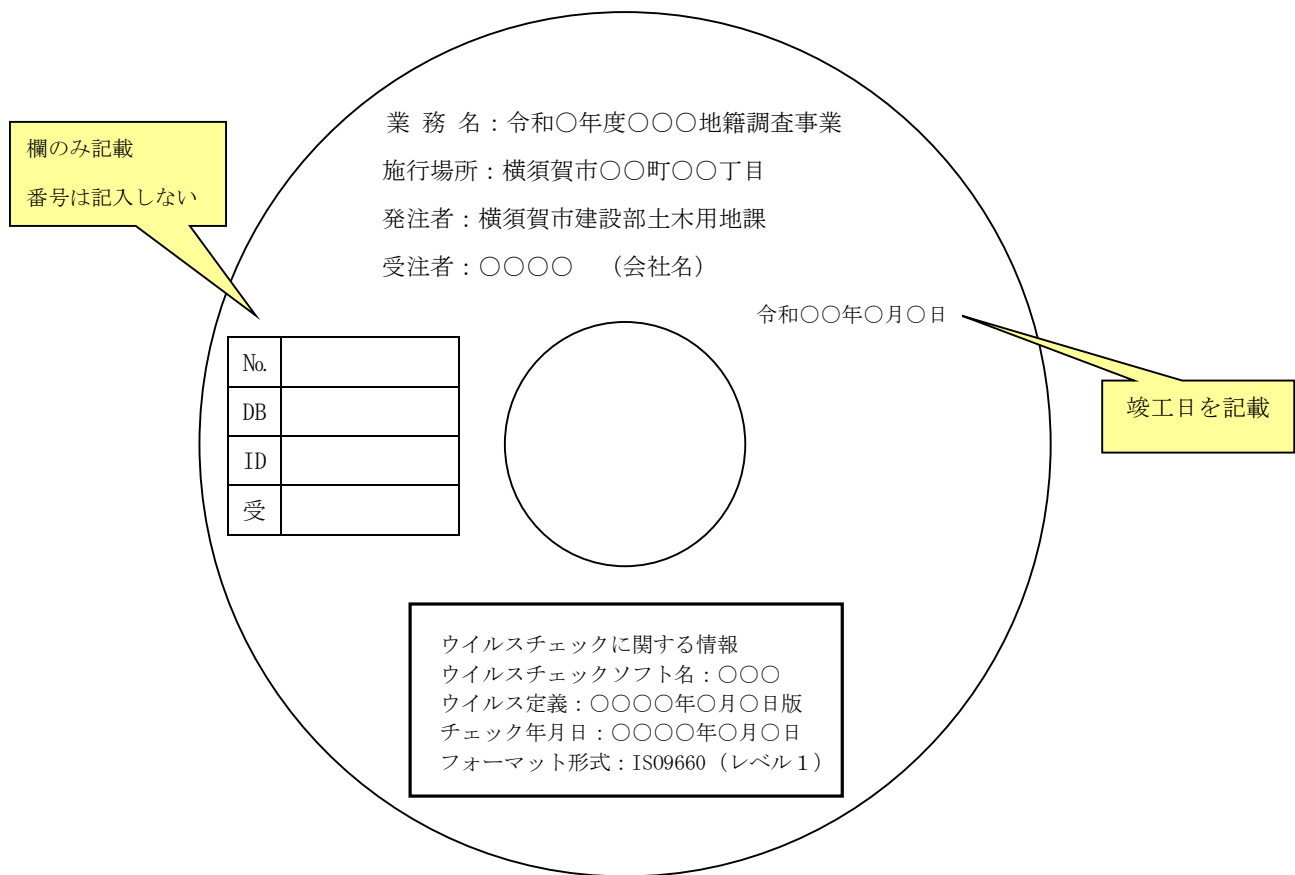 業 務 名：令和○年度○○○地籍調査事業
欄のみ記載
番号は記入しない
施行場所：横須賀市○○町○○丁目
発注者：横須賀市建設部土木用地課
受注者：○○○○　（会社名）
令和○○年○月○日
竣工日を記載
No.
DB
ID
受
ウイルスチェックに関する情報
ウイルスチェックソフト名：○○○
ウイルス定義：○○○○年○月○日版
チェック年月日：○○○○年○月○日
フォーマット形式：ISO9660（レベル１）